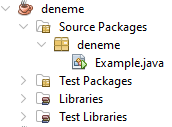 deneme
Source Packages
deneme
Example.java
Test Packages
Libraries
Test Libraries